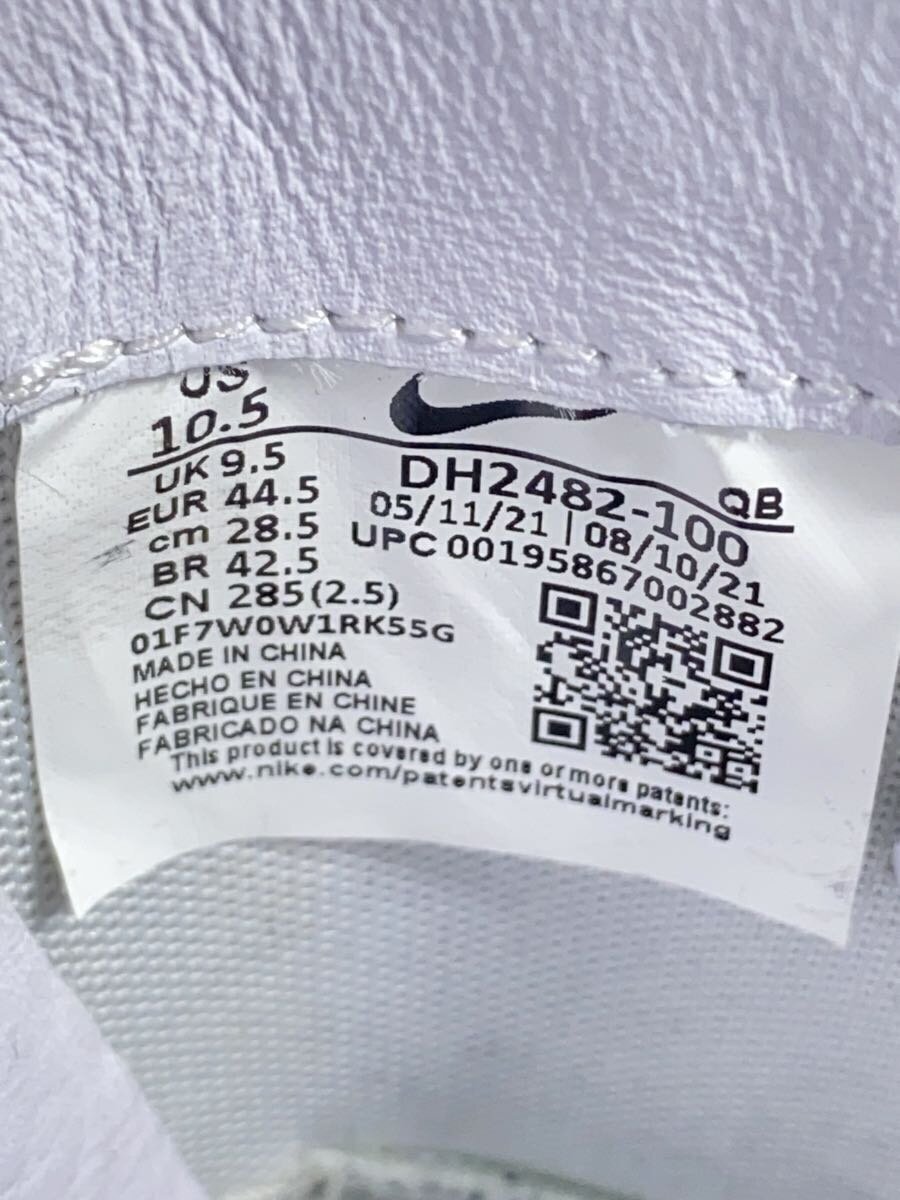 US
10.5
UK 9.5
EUR 44.5
cm 28.5
BR 42.5
CN 285(2.5)
01F7W0W1RK55G
MADE IN CHINA
HECHO EN CHINA
FABRIQUE EN CHINE
FABRICADO NA CHINA
QB
DH2482-100
05/11/21 | 08/10/21
UPC 00195867002882
This product is covered by one or more patents:
www.nike.com/patentsvirtualmarking